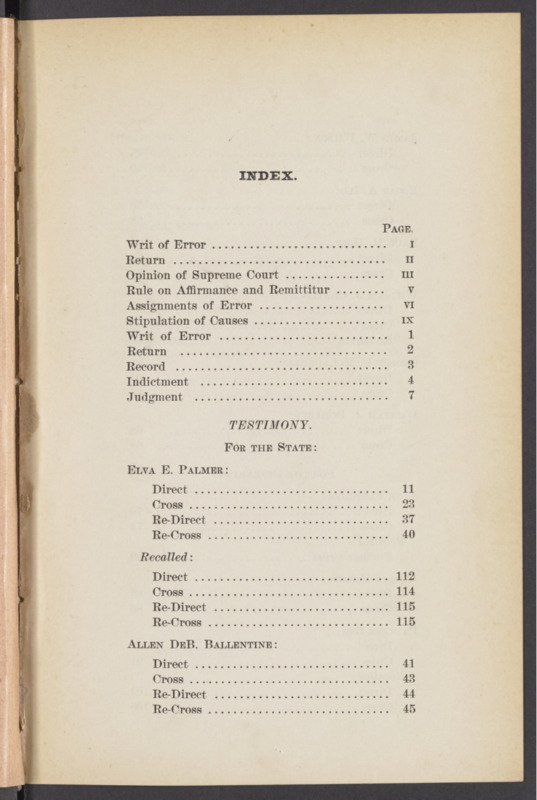 INDEX.
PAGE.
Writ of Error ............................ I
Return .................................. II
Opinion of Supreme Court ................ III
Rule on Affirmance and Remittitur ........ V
Assignments of Error .................... VI
Stipulation of Causes ..................... IX
Writ of Error ........................... 1
Return ................................. 2
Record .................................. 3
Indictment .............................. 4
Judgment ............................... 7
TESTIMONY.
FOR THE STATE:
ELVA E. PALMER:
Direct ............................... 11
Cross ................................ 23
Re-Direct ............................ 37
Re-Cross ............................. 40
Recalled:
Direct ............................... 112
Cross ................................ 114
Re-Direct ............................ 115
Re-Cross ............................. 115
ALLEN DEB. BALLENTINE:
Direct ............................... 41
Cross ................................ 43
Re-Direct ............................ 44
Re-Cross ............................. 45